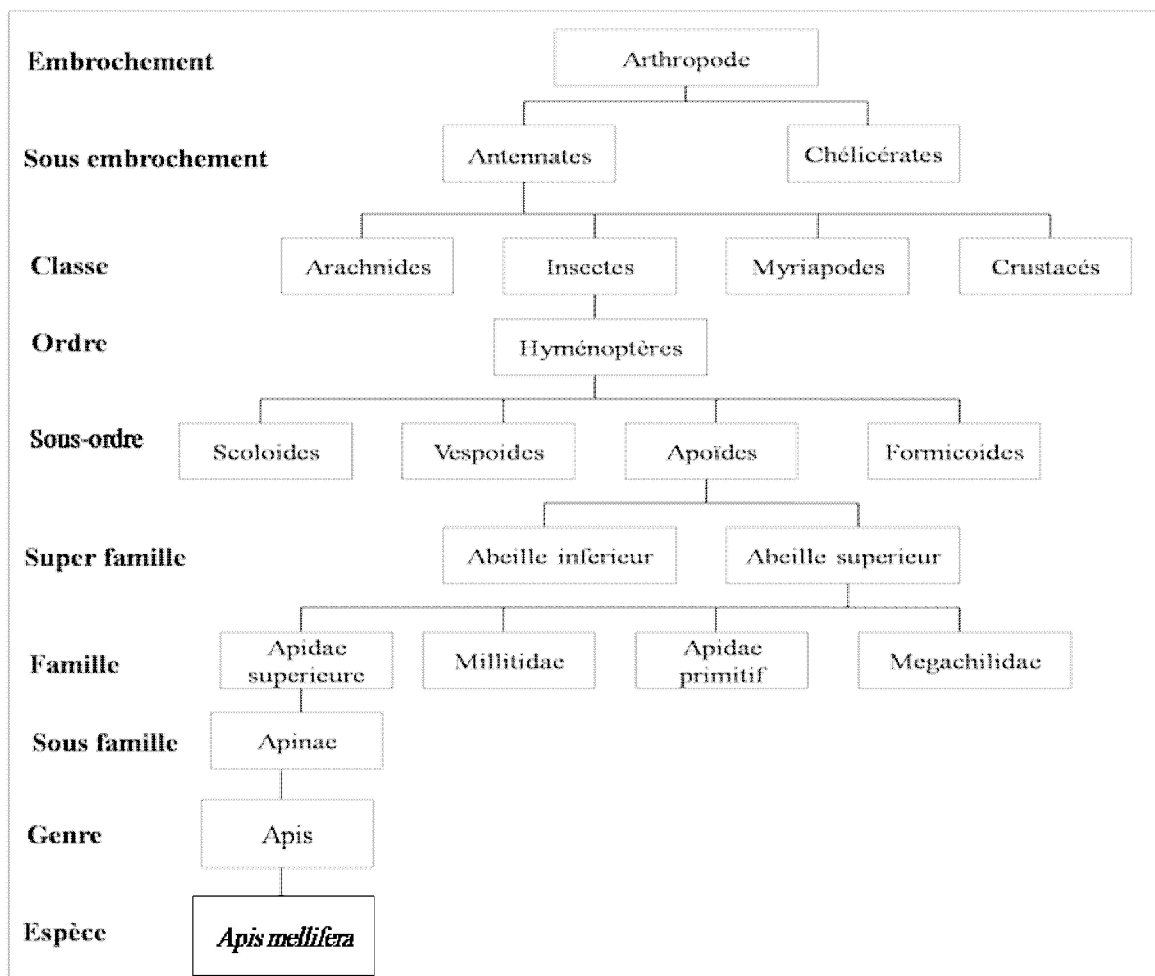 Embrochement
Arthropode
Sous embrochement
Antennates
Chélicérates
Classe
Arachnides
Insectes
Myriapodes
Crustacés
Ordre
Hyménoptères
Sous-ordre
Scoloides
Vespoides
Apoïdes
Formicoides
Super famille
Abeille inferieur
Abeille superieur
Famille
Apidae
superieure
Millitidae
Apidae
primitif
Megachilidae
Sous famille
Apinae
Genre
Apis
Espèce
Apis mellifera